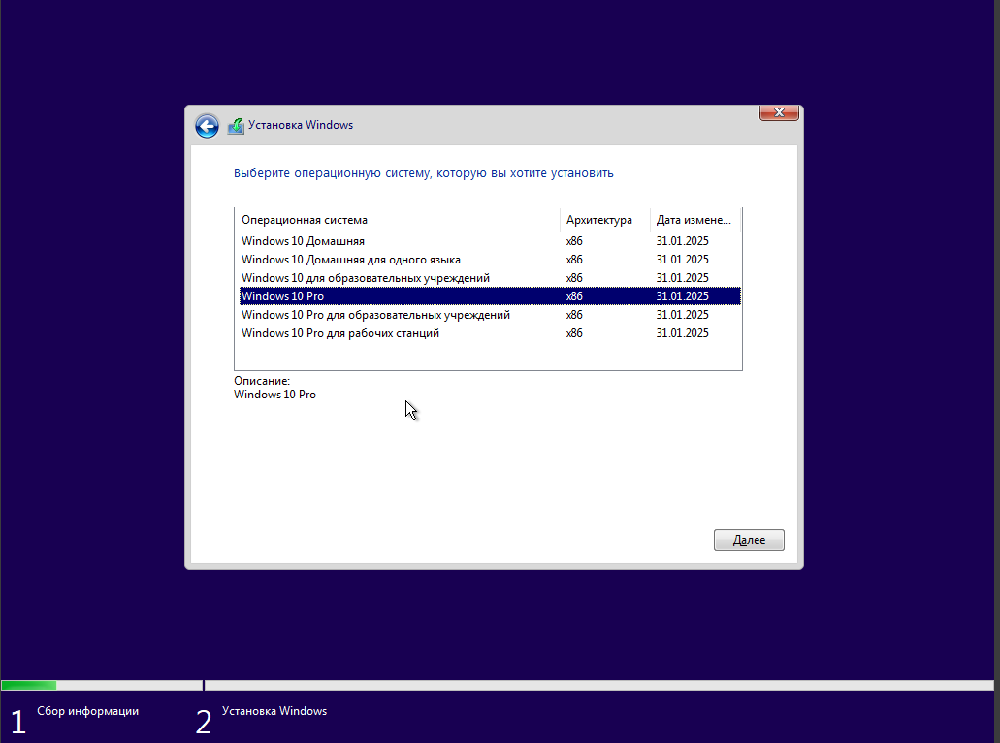 Установка Windows
Выберите операционную систему, которую вы хотите установить
Операционная система Архитектура Дата измене...
Windows 10 Домашняя x86 31.01.2025
Windows 10 Домашняя для одного языка x86 31.01.2025
Windows 10 для образовательных учреждений x86 31.01.2025
Windows 10 Pro x86 31.01.2025
Windows 10 Pro для образовательных учреждений x86 31.01.2025
Windows 10 Pro для рабочих станций x86 31.01.2025
Описание:
Windows 10 Pro
Далее
1 Сбор информации 2 Установка Windows